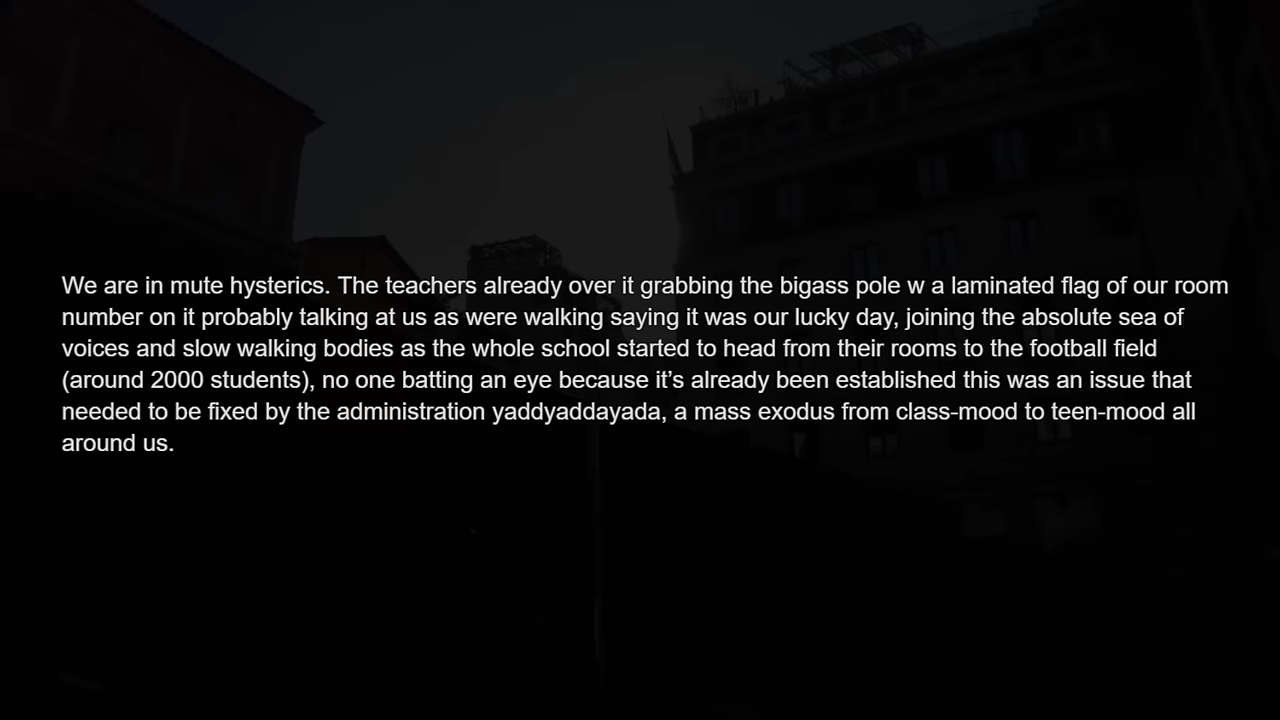 We are in mute hysterics. The teachers already over it grabbing the bigass pole w a laminated flag of our room
number on it probably talking at us as were walking saying it was our lucky day, joining the absolute sea of
voices and slow walking bodies as the whole school started to head from their rooms to the football field
(around 2000 students), no one batting an eye because it’s already been established this was an issue that
needed to be fixed by the administration yaddyaddayada, a mass exodus from class-mood to teen-mood all
around us.